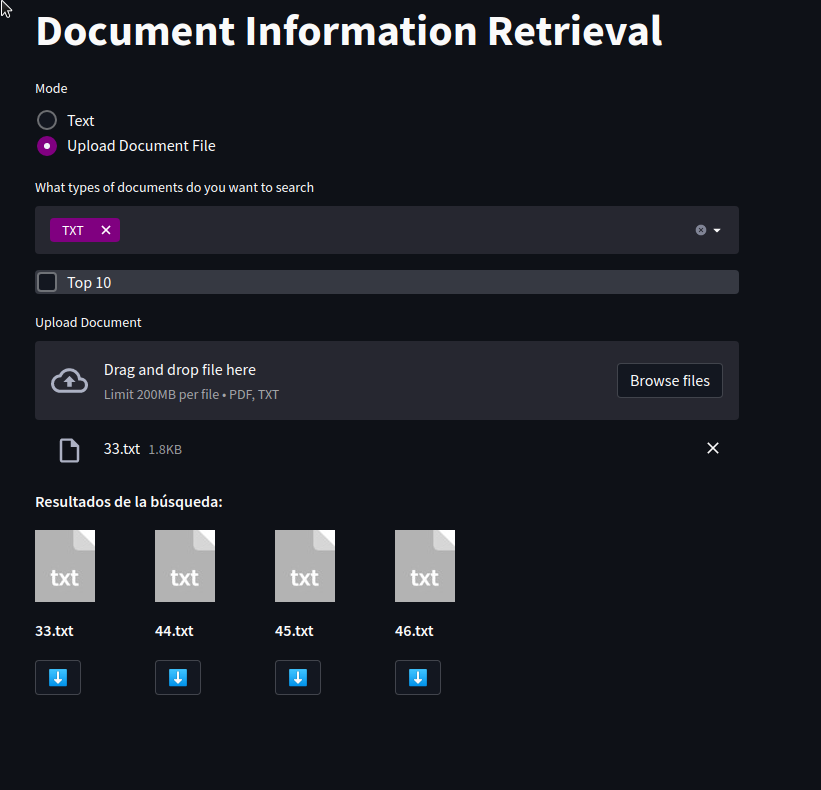 Document Information Retrieval
Mode
Text
Upload Document File
What types of documents do you want to search
TXT
Top 10
Upload Document
Drag and drop file here
Limit 200MB per file • PDF, TXT
Browse files
33.txt 1.8KB
Resultados de la búsqueda:
txt txt txt txt
33.txt 44.txt 45.txt 46.txt